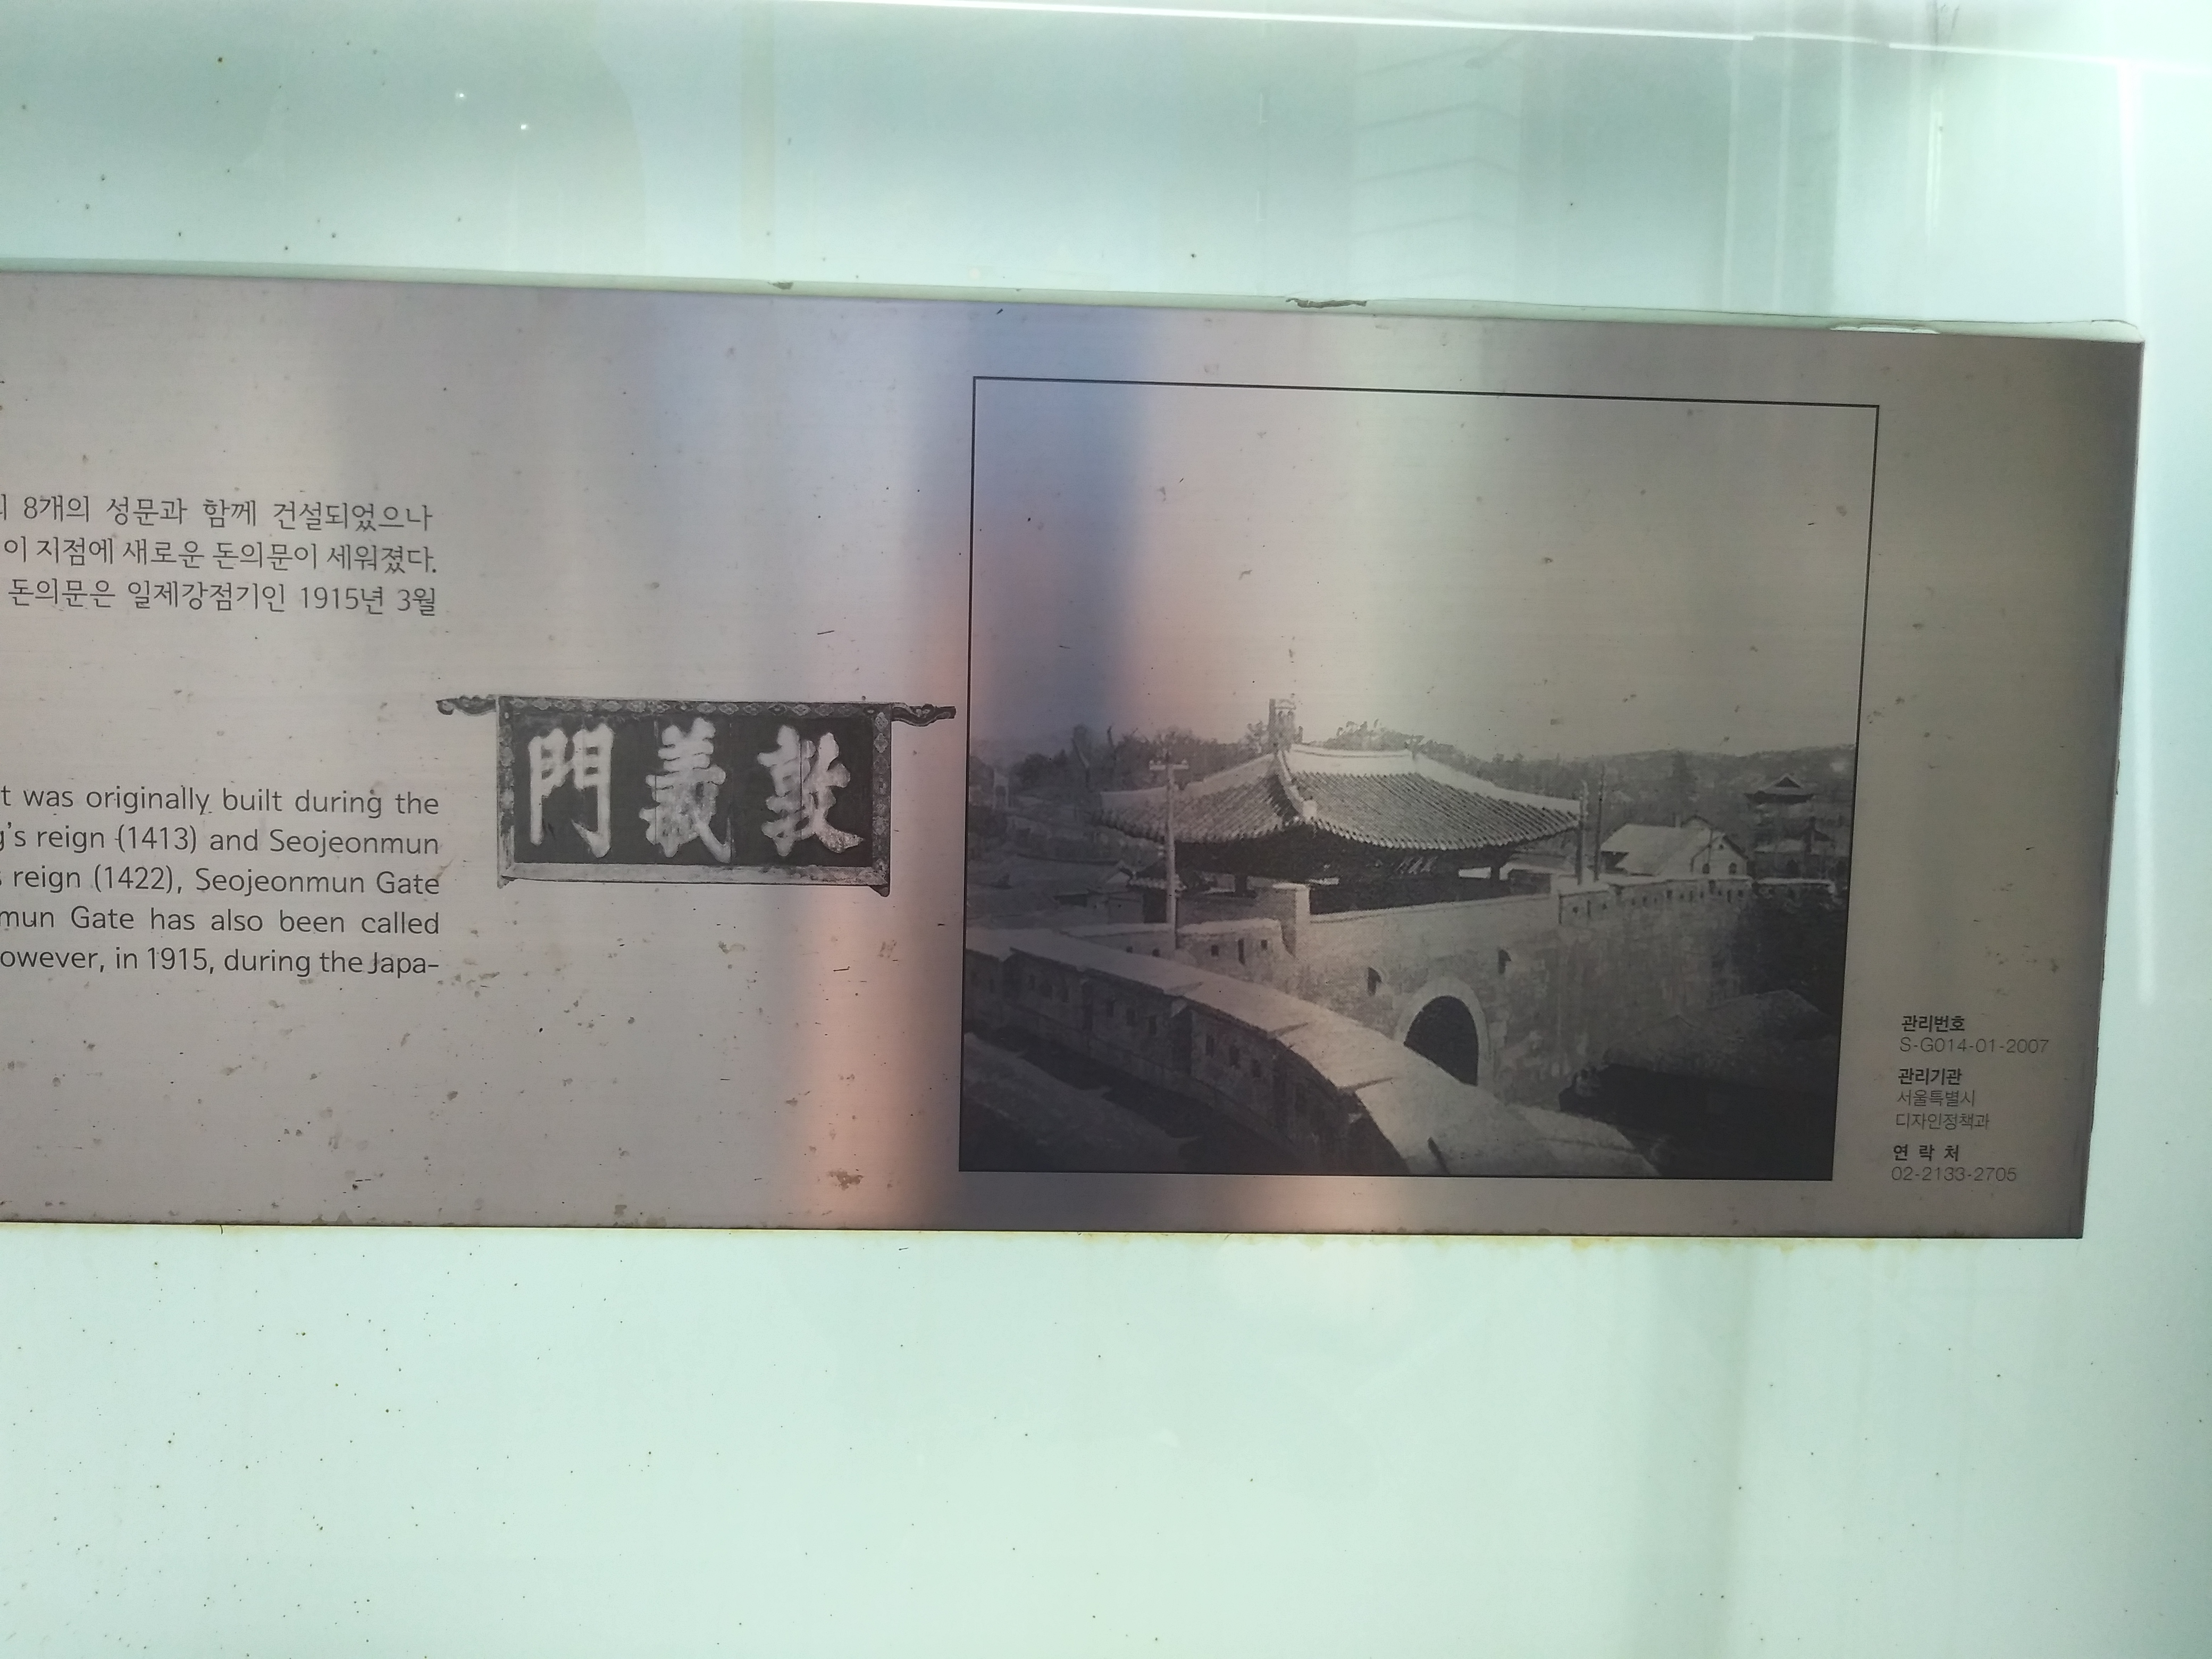 8개의 성문과 함께 건설되었으나
이 지점에 새로운 돈의문이 세워졌다.
돈의문은 일제강점기인 1915년 3월
was originally built during the
reign (1413) and Seojeonmun
reign (1422), Seojeonmun Gate
Gate has also been called
in 1915, during the Japa-
門義敦
관리번호
S-G014-01-2007
관리기관
서울특별시
디자인정책과
연 락 처
02-2133-2705